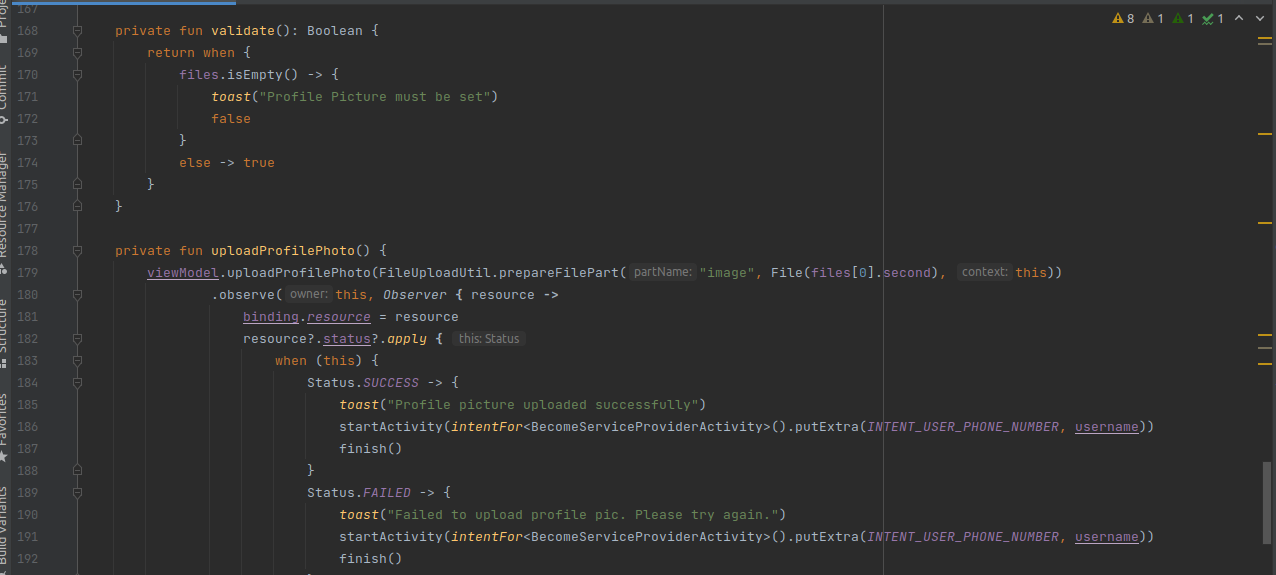 167
8 1 1 1
168 private fun validate(): Boolean {
169 return when {
170 files.isEmpty() -> {
171 toast("Profile Picture must be set")
172 false
173 }
174 else -> true
175 }
176 }
177
178 private fun uploadProfilePhoto() {
179 viewModel.uploadProfilePhoto(FileUploadUtil.prepareFilePart( partName: "image", File(files[0].second), context: this))
180 .observe( owner: this, Observer { resource ->
181 binding.resource = resource
182 resource?.status?.apply { this: Status
183 when (this) {
184 Status.SUCCESS -> {
185 toast("Profile picture uploaded successfully")
186 startActivity(intentFor<BecomeServiceProviderActivity>().putExtra(INTENT_USER_PHONE_NUMBER, username))
187 finish()
188 }
189 Status.FAILED -> {
190 toast("Failed to upload profile pic. Please try again.")
191 startActivity(intentFor<BecomeServiceProviderActivity>().putExtra(INTENT_USER_PHONE_NUMBER, username))
192 finish()
Commit
Resource Manager
Structure
Favorites
Build Variants